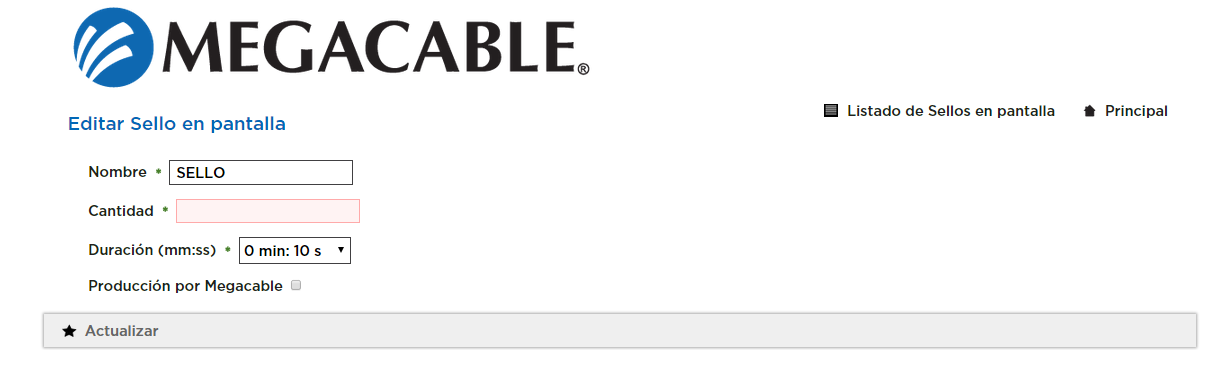 MEGACABLE®
Listado de Sellos en pantalla Principal
Editar Sello en pantalla
Nombre * SELLO
Cantidad *
Duración (mm:ss) * 0 min: 10 s
Producción por Megacable
Actualizar